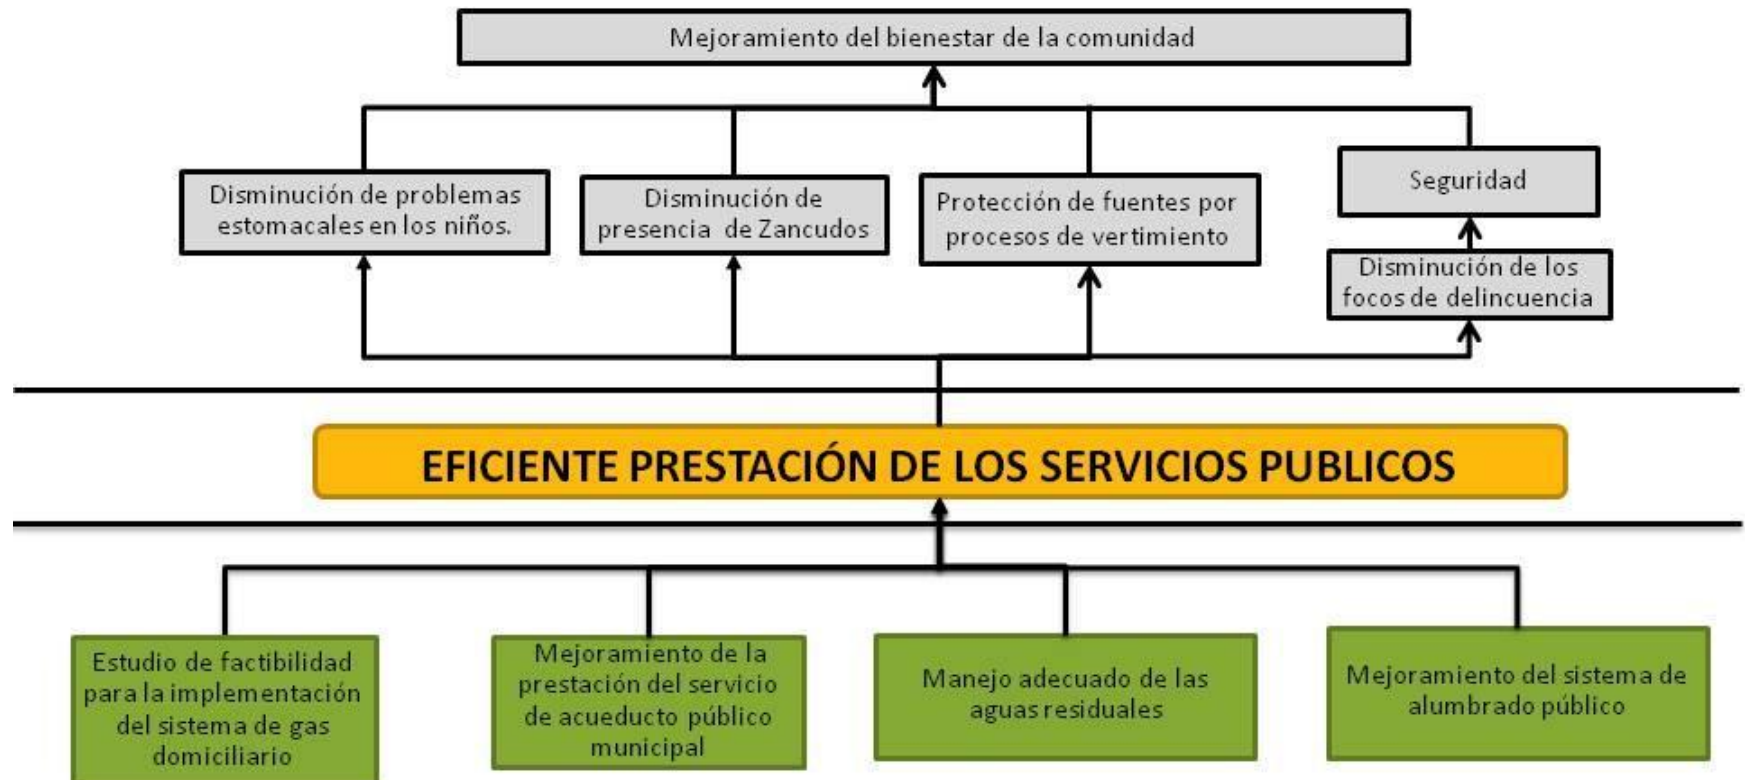 Mejoramiento del bienestar de la comunidad
Disminución de problemas
estomacales en los niños.
Disminución de
presencia de Zancudos
Protección de fuentes por
procesos de vertimiento
Seguridad
Disminución de los
focos de delincuencia
EFICIENTE PRESTACIÓN DE LOS SERVICIOS PUBLICOS
Estudio de factibilidad
para la implementación
del sistema de gas
domiciliario
Mejoramiento de la
prestación del servicio
de acueducto público
municipal
Manejo adecuado de las
aguas residuales
Mejoramiento del sistema de
alumbrado público